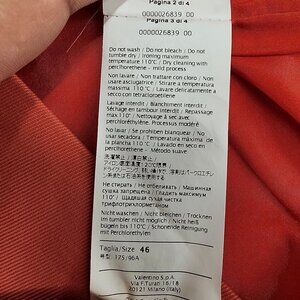 Pagina 2 di 4
0000026839 00
Pagina 3 di 4
0000026839 00
Do not wash / Do not bleach / Do not
tumble dry / Ironing maximum
temperature 110°C / Dry cleaning with
perchlorethene - mild process
Non lavare / Non trattare con cloro / Non
usare asciugatrice / Stirare a temperatura
massima 110°C / Lavare delicatamente a
secco con tetracloroetilene
Lavage interdit / Blanchiment interdit /
Séchage en tambour interdit / Repassage
max 110° / Nettoyage à sec avec
perchloréthylène. Processus modéré
No lavar / Se prohiben blanquear / No
secadora / Temperatura máxima
de la plancha 110°C / Lavado en seco en
percloroetileno - Método suave
Не стирать / Не отбеливать / Машинная
сушка запрещена / Гладить максимум
110° / Щадящая сухая чистка
Nicht waschen / Nicht bleichen / Trocknen
im tumbler nicht möglich / Nicht heiß
bügeln bis 110°C / Schonende Reinigung
mit Perchlorethylen
Taglia/Size 46
号型: 175/96A
Valentino S.p.A.
Via F.Turati 16/18
20121 Milano (Italy)